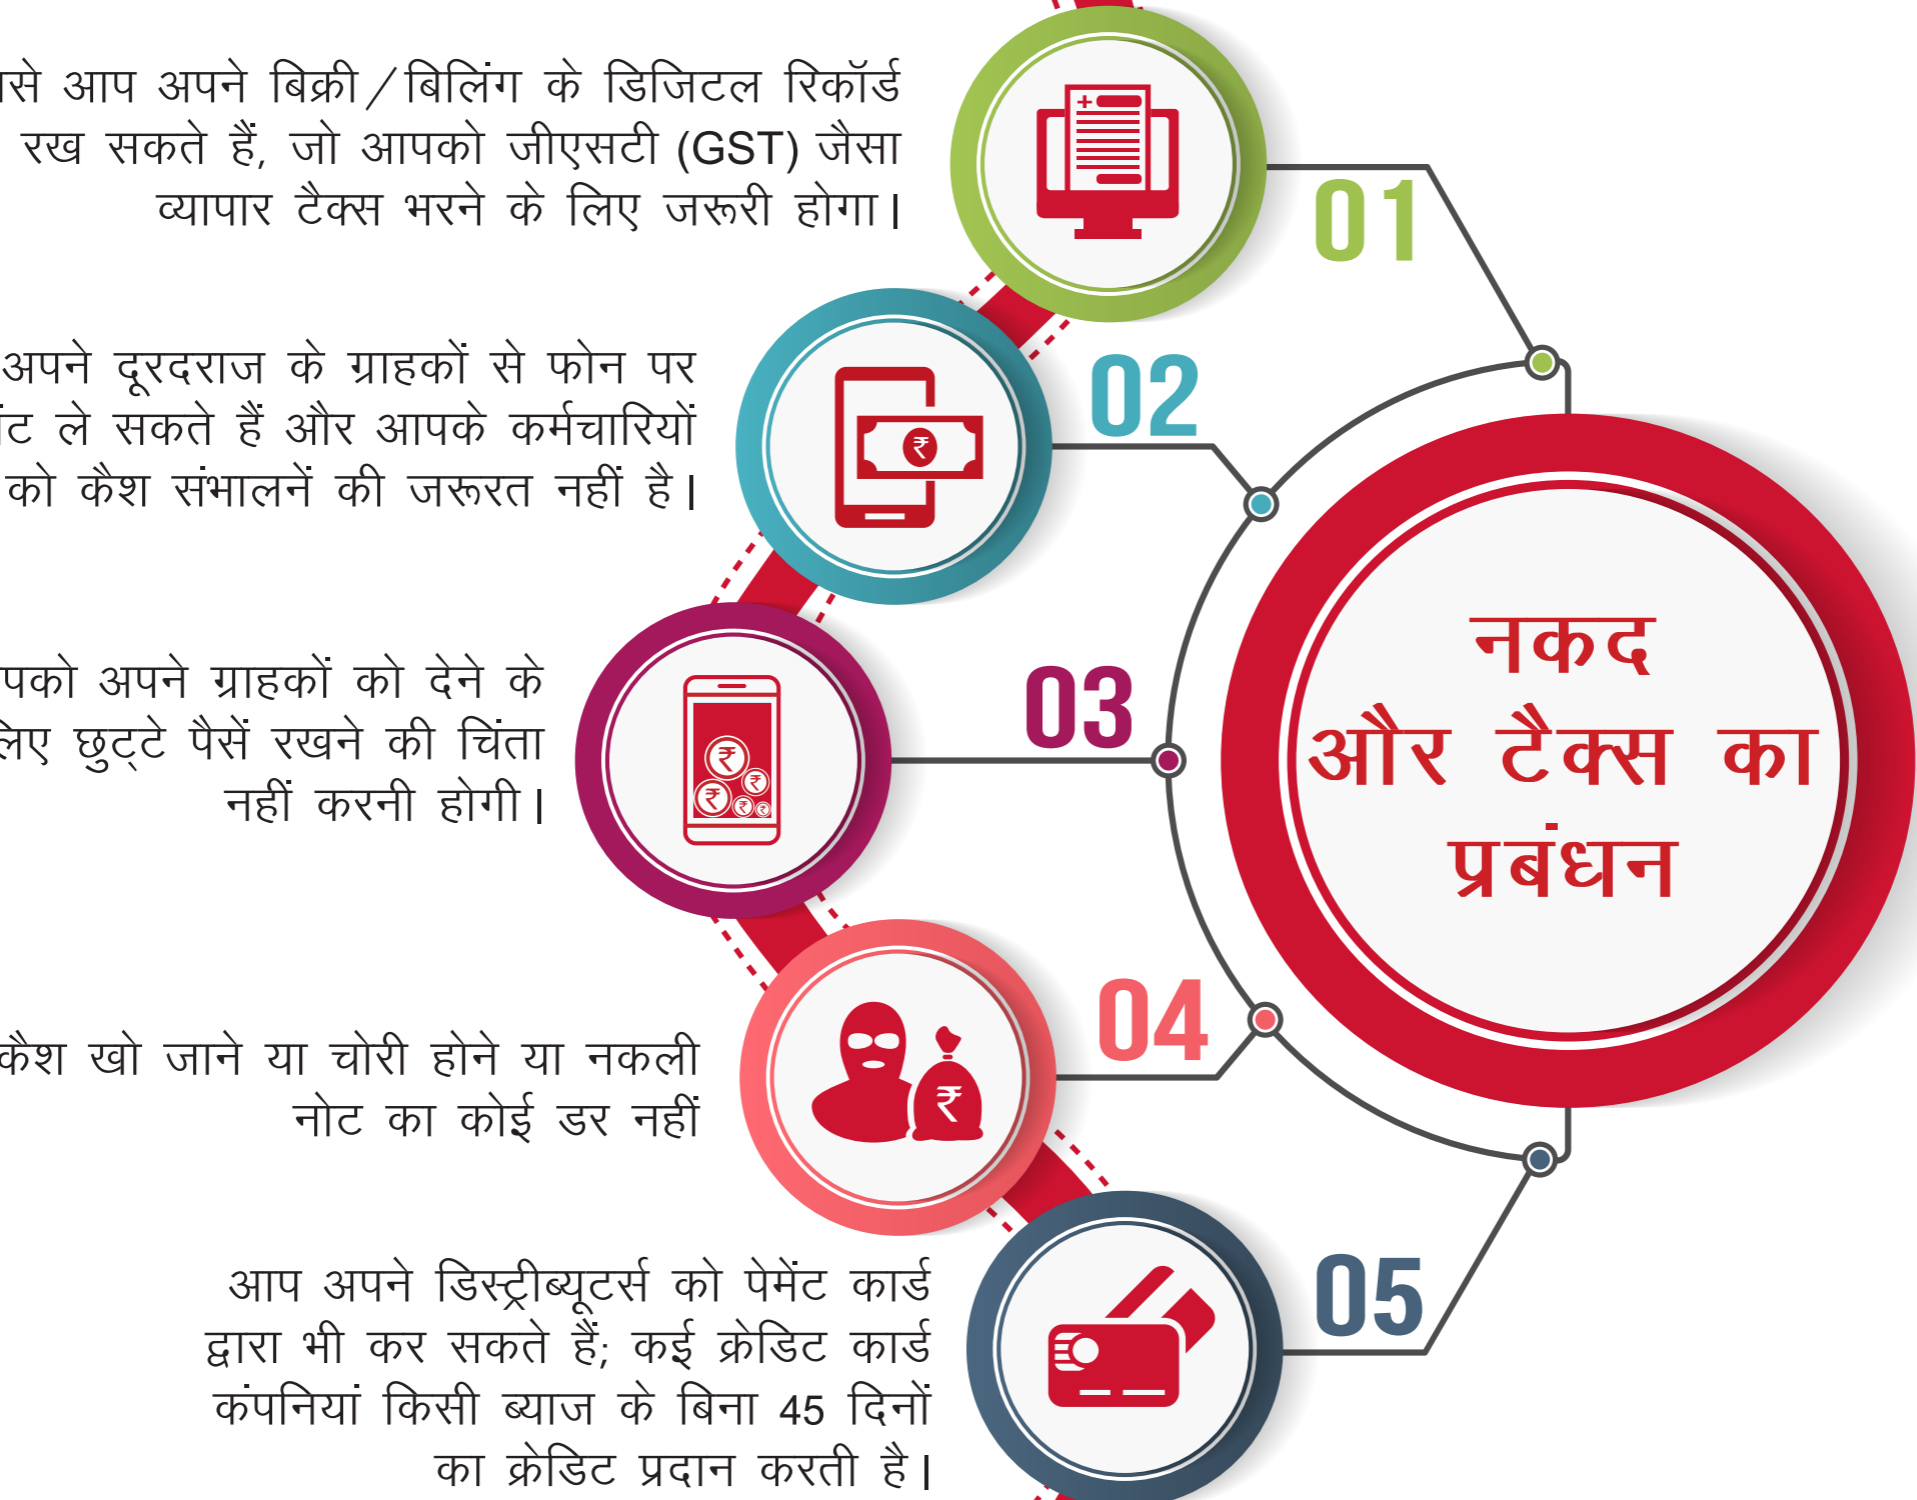 आप अपने बिक्री/बिलिंग के डिजिटल रिकॉर्ड
रख सकते हैं, जो आपको जीएसटी (GST) जैसा
व्यापार टैक्स भरने के लिए जरूरी होगा।
01
अपने दूरदराज के ग्राहकों से फोन पर
ले सकते हैं और आपके कर्मचारियों
को कैश संभालनें की जरूरत नहीं है।
02
अपने ग्राहकों को देने के
छुट्टे पैसें रखने की चिंता
नहीं करनी होगी।
03
कैश खो जाने या चोरी होने या नकली
नोट का कोई डर नहीं
04
आप अपने डिस्ट्रीब्यूटर्स को पेमेंट कार्ड
द्वारा भी कर सकते हैं; कई क्रेडिट कार्ड
कंपनियां किसी ब्याज के बिना 45 दिनों
का क्रेडिट प्रदान करती है।
05
नकद
और टैक्स का
प्रबंधन